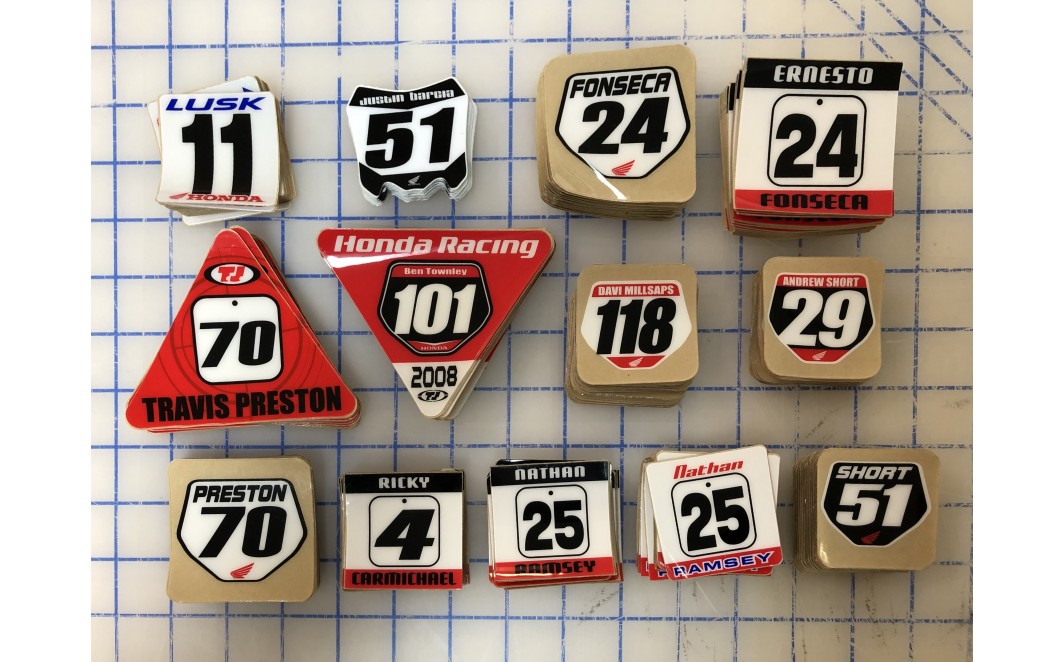 LUSK
11
HONDA
Justin Barcia
51
FONSECA
24
ERNESTO
24
FONSECA
TJ
70
TRAVIS PRESTON
Honda Racing
Ben Townley
101
HONDA
2008
TJ
DAVI MILLSAPS
118
ANDREW SHORT
29
PRESTON
70
RICKY
4
CARMICHAEL
NATHAN
25
RAMSEY
Nathan
25
RAMSEY
SHORT
51